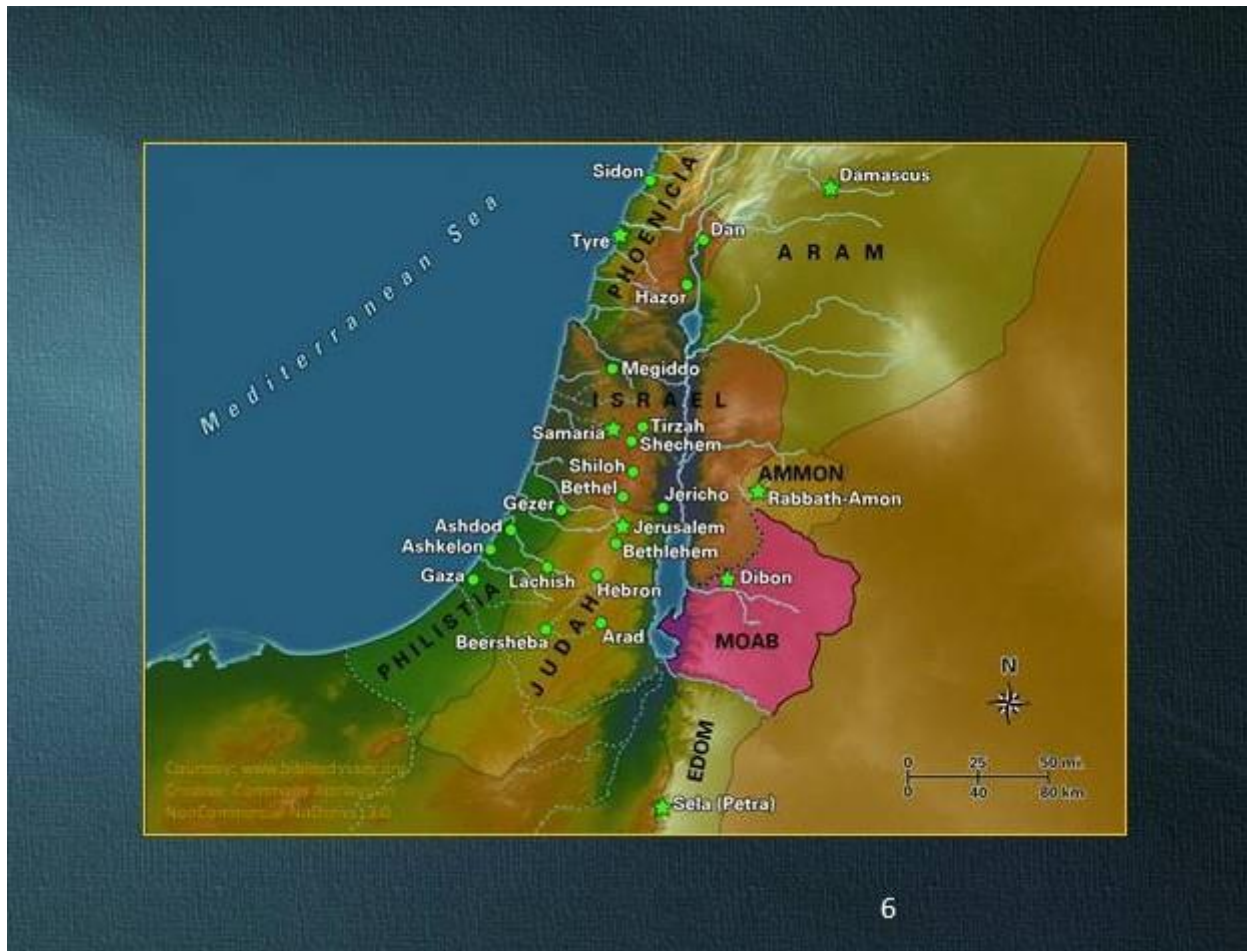 Sidon
Damascus
PHOENICIA
Mediterranean Sea
Tyre
Dan
ARAM
Hazor
Megiddo
ISRAEL
Samaria
Tirzah
Shechem
Shiloh
AMMON
Bethel
Jericho
Rabbath-Amon
Gezer
Ashdod
Jerusalem
Ashkelon
Bethlehem
Gaza
Lachish
Hebron
Dibon
PHILISTIA
JUDAH
Beersheba
Arad
MOAB
N
EDOM
0 25 50 mi.
0 40 80 km
Courtesy:
Sela (Petra)
6